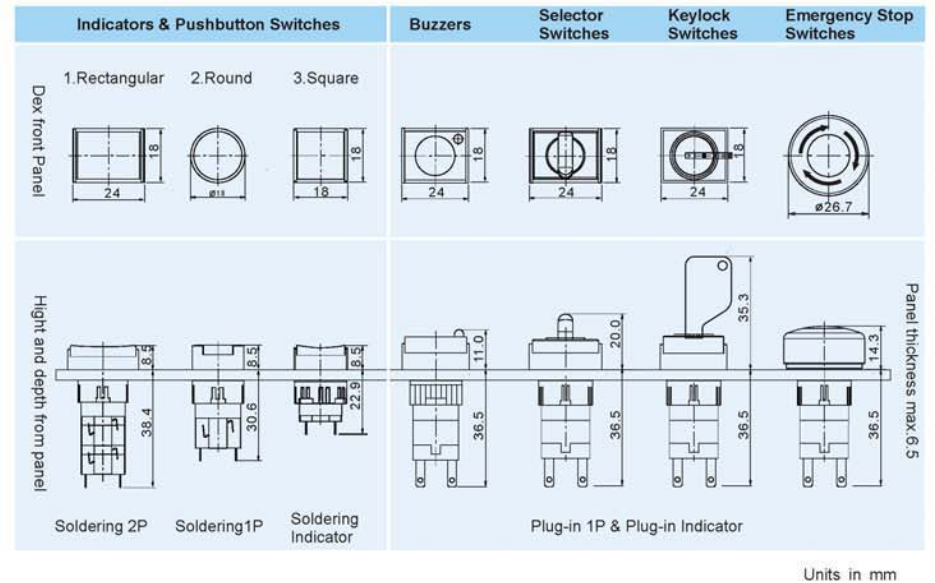 Indicators & Pushbutton Switches
Buzzers
Selector
Switches
Keylock
Switches
Emergency Stop
Switches
Dex front Panel
1.Rectangular
2.Round
3.Square
18
24
ø18
18
18
18
24
18
24
18
24
ø26.7
Hight and depth from panel
8.5
38.4
8.5
30.6
8.5
22.9
11.0
36.5
20.0
36.5
35.3
36.5
14.3
36.5
Panel thickness max.6.5
Soldering 2P
Soldering1P
Soldering
Indicator
Plug-in 1P & Plug-in Indicator
Units in mm